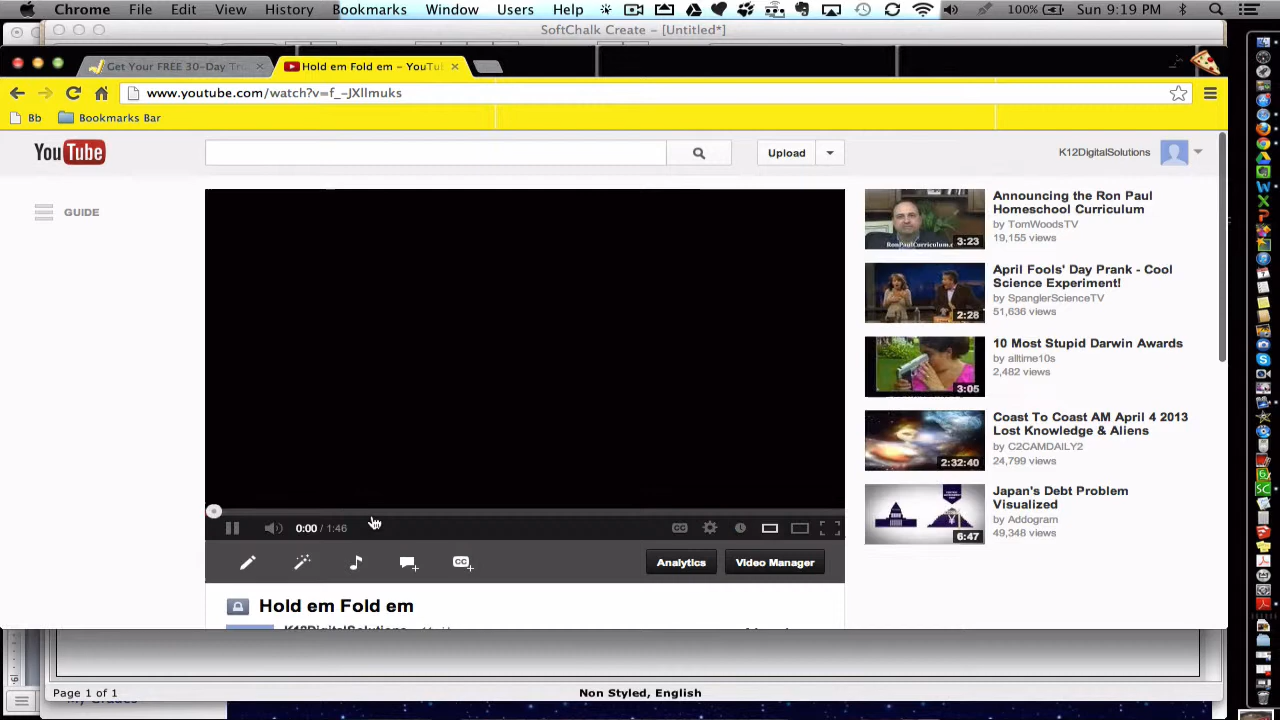 Chrome File Edit View History Bookmarks Window Users Help 100% Sun 9:19 PM
SoftChalk Create – [Untitled*]
Get Your FREE 30-Day Tr Hold em Fold em – YouTu
www.youtube.com/watch?v=f_-JXIlmuks
Bb Bookmarks Bar
YouTube Upload K12DigitalSolutions
GUIDE
Announcing the Ron Paul
Homeschool Curriculum
by TomWoodsTV
19,155 views
RonPaulCurriculum.c
3:23
April Fools' Day Prank - Cool
Science Experiment!
by SpanglerScienceTV
51,636 views
2:28
10 Most Stupid Darwin Awards
by alltime10s
2,482 views
3:05
Coast To Coast AM April 4 2013
Lost Knowledge & Aliens
by C2CAMDAILY2
24,799 views
2:32:40
Japan's Debt Problem
Visualized
by Addogram
49,348 views
6:47
0:00 / 1:46 CC
CC Analytics Video Manager
Hold em Fold em
K12DigitalSolutions
Page 1 of 1 Non Styled, English
My Grades